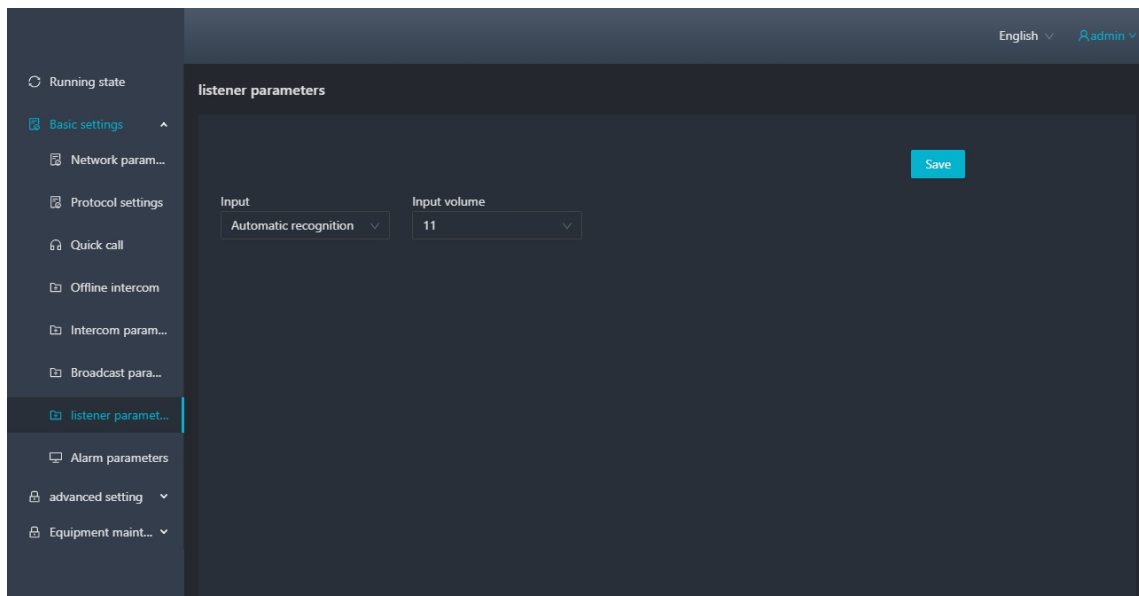 English
admin
Running state
Basic settings
Network param...
Protocol settings
Quick call
Offline intercom
Intercom param...
Broadcast para...
listener paramet...
Alarm parameters
advanced setting
Equipment maint...
listener parameters
Save
Input
Input volume
Automatic recognition
11